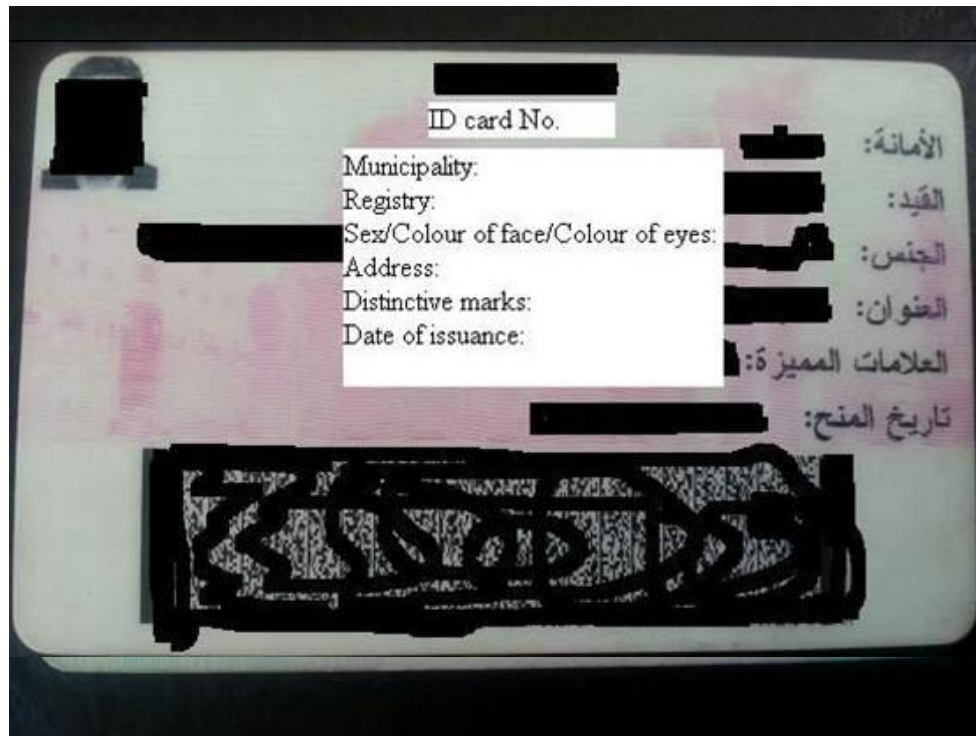 ID card No.
Municipality:
Registry:
Sex/Colour of face/Colour of eyes:
Address:
Distinctive marks:
Date of issuance:
الأمانة:
القيد:
الجنس:
العنوان:
العلامات المميزة:
تاريخ المنح: